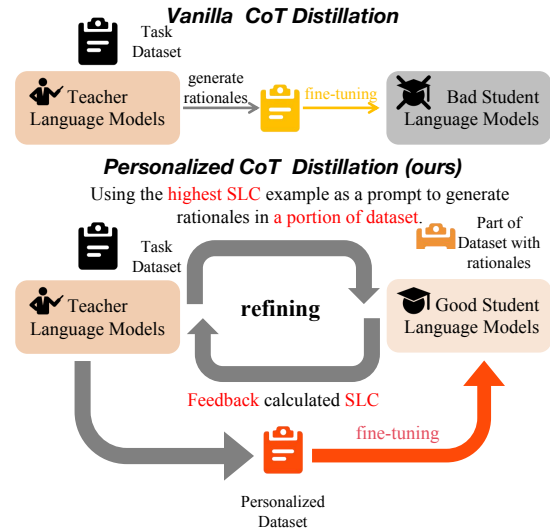 Vanilla CoT Distillation
Task
Dataset
Teacher
Language Models
generate
rationales
fine-tuning
Bad Student
Language Models
Personalized CoT Distillation (ours)
Using the highest SLC example as a prompt to generate
rationales in a portion of dataset.
Task
Dataset
Part of
Dataset with
rationales
Teacher
Language Models
refining
Good Student
Language Models
Feedback calculated SLC
fine-tuning
Personalized
Dataset